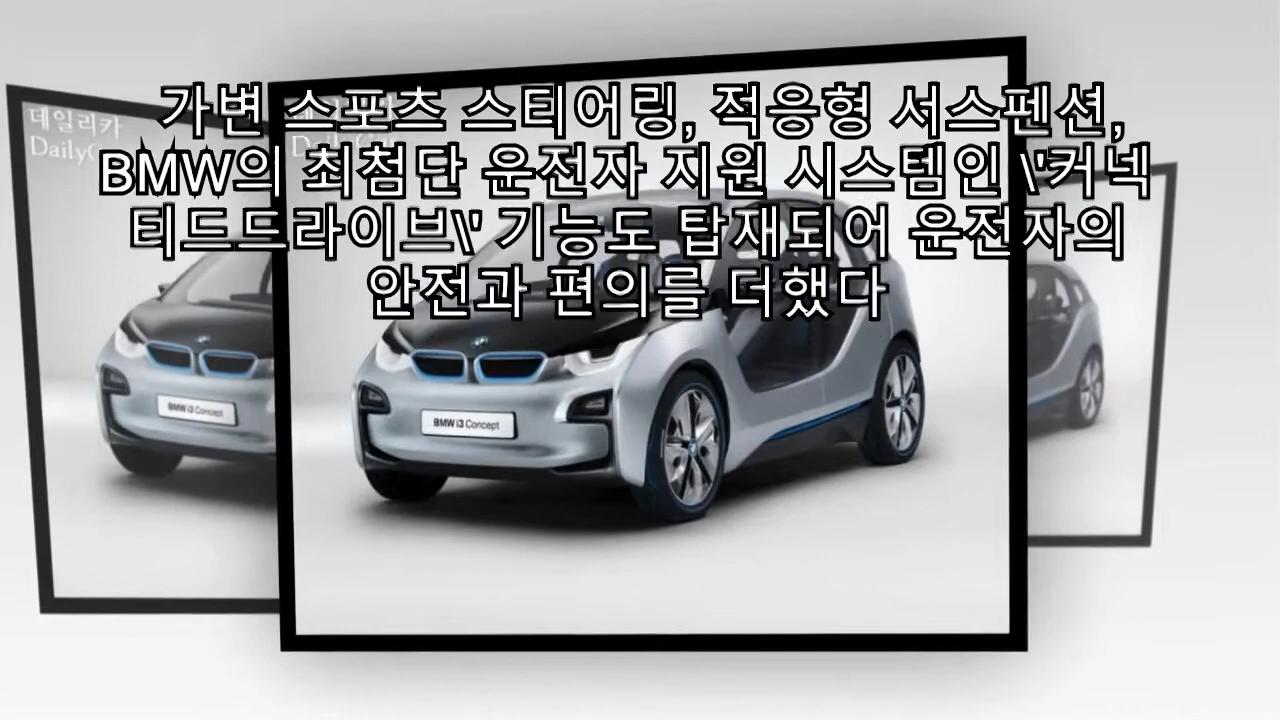 가변 스포츠 스티어링, 적응형 서스펜션,
BMW의 최첨단 운전자 지원 시스템인 \'커넥
티드드라이브\' 기능도 탑재되어 운전자의
안전과 편의를 더했다
데일리카
BMW i3 Concept
BMW i3 Concept